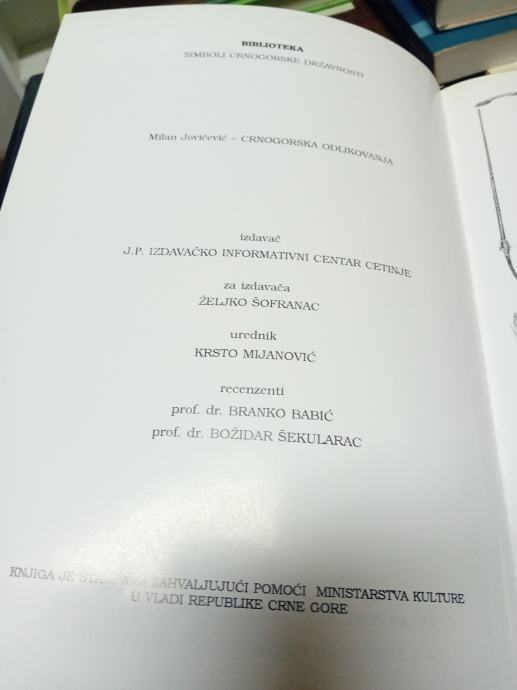 BIBLIOTEKA
SIMBOLI CRNOGORSKE DRŽAVNOSTI
Milan Jovićević – CRNOGORSKA ODLIKOVANJA
izdavač
J.P. IZDAVAČKO INFORMATIVNI CENTAR CETINJE
za izdavača
ŽELJKO ŠOFRANAC
urednik
KRSTO MIJANOVIĆ
recenzenti
prof. dr. BRANKO BABIĆ
prof. dr. BOŽIDAR ŠEKULARAC
KNJIGA JE ŠTAMPANA ZAHVALJUJUĆI POMOĆI MINISTARSTVA KULTURE
U VLADI REPUBLIKE CRNE GORE